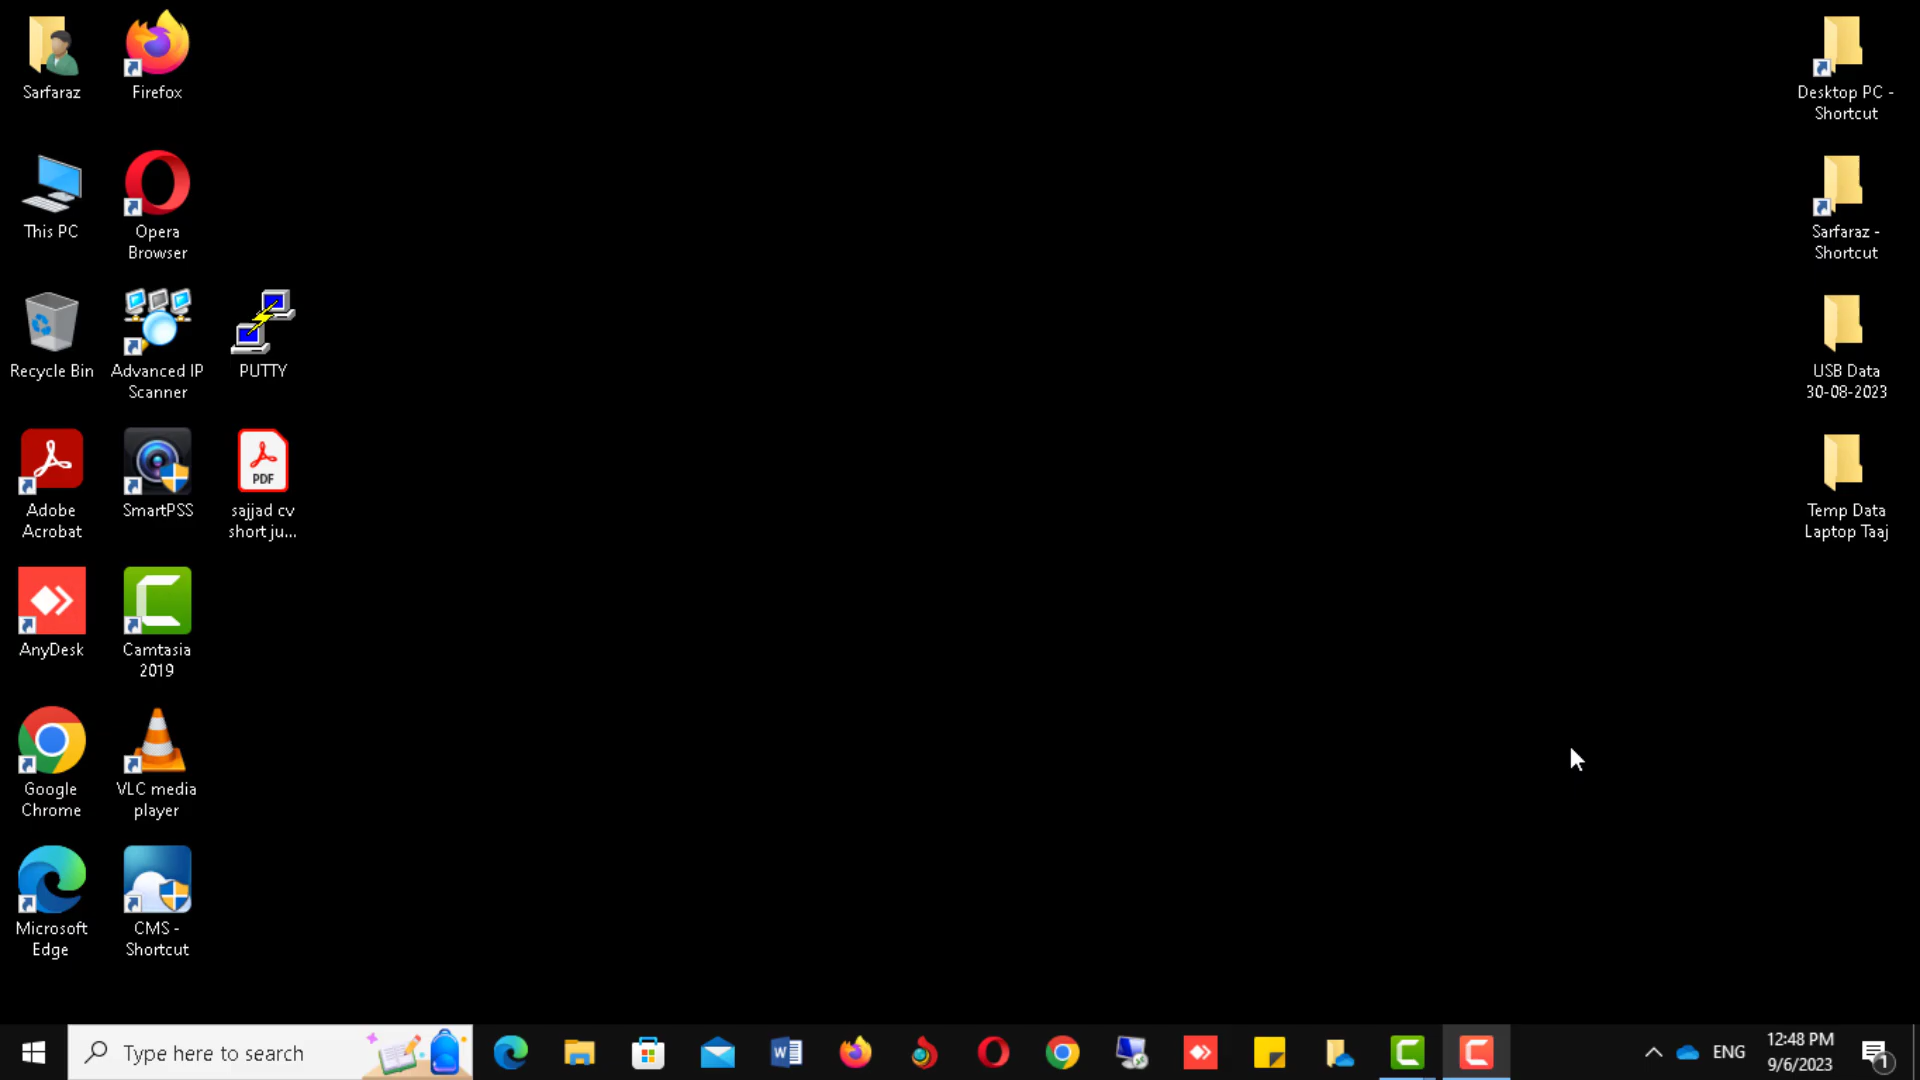 Sarfaraz
Firefox
Desktop PC -
Shortcut
This PC
Opera
Browser
Sarfaraz -
Shortcut
Recycle Bin
Advanced IP
Scanner
PUTTY
USB Data
30-08-2023
Adobe
Acrobat
SmartPSS
PDF
sajjad cv
short ju...
Temp Data
Laptop Taaj
AnyDesk
Camtasia
2019
Google
Chrome
VLC media
player
Microsoft
Edge
CMS -
Shortcut
Type here to search
ENG
12:48 PM
9/6/2023
1